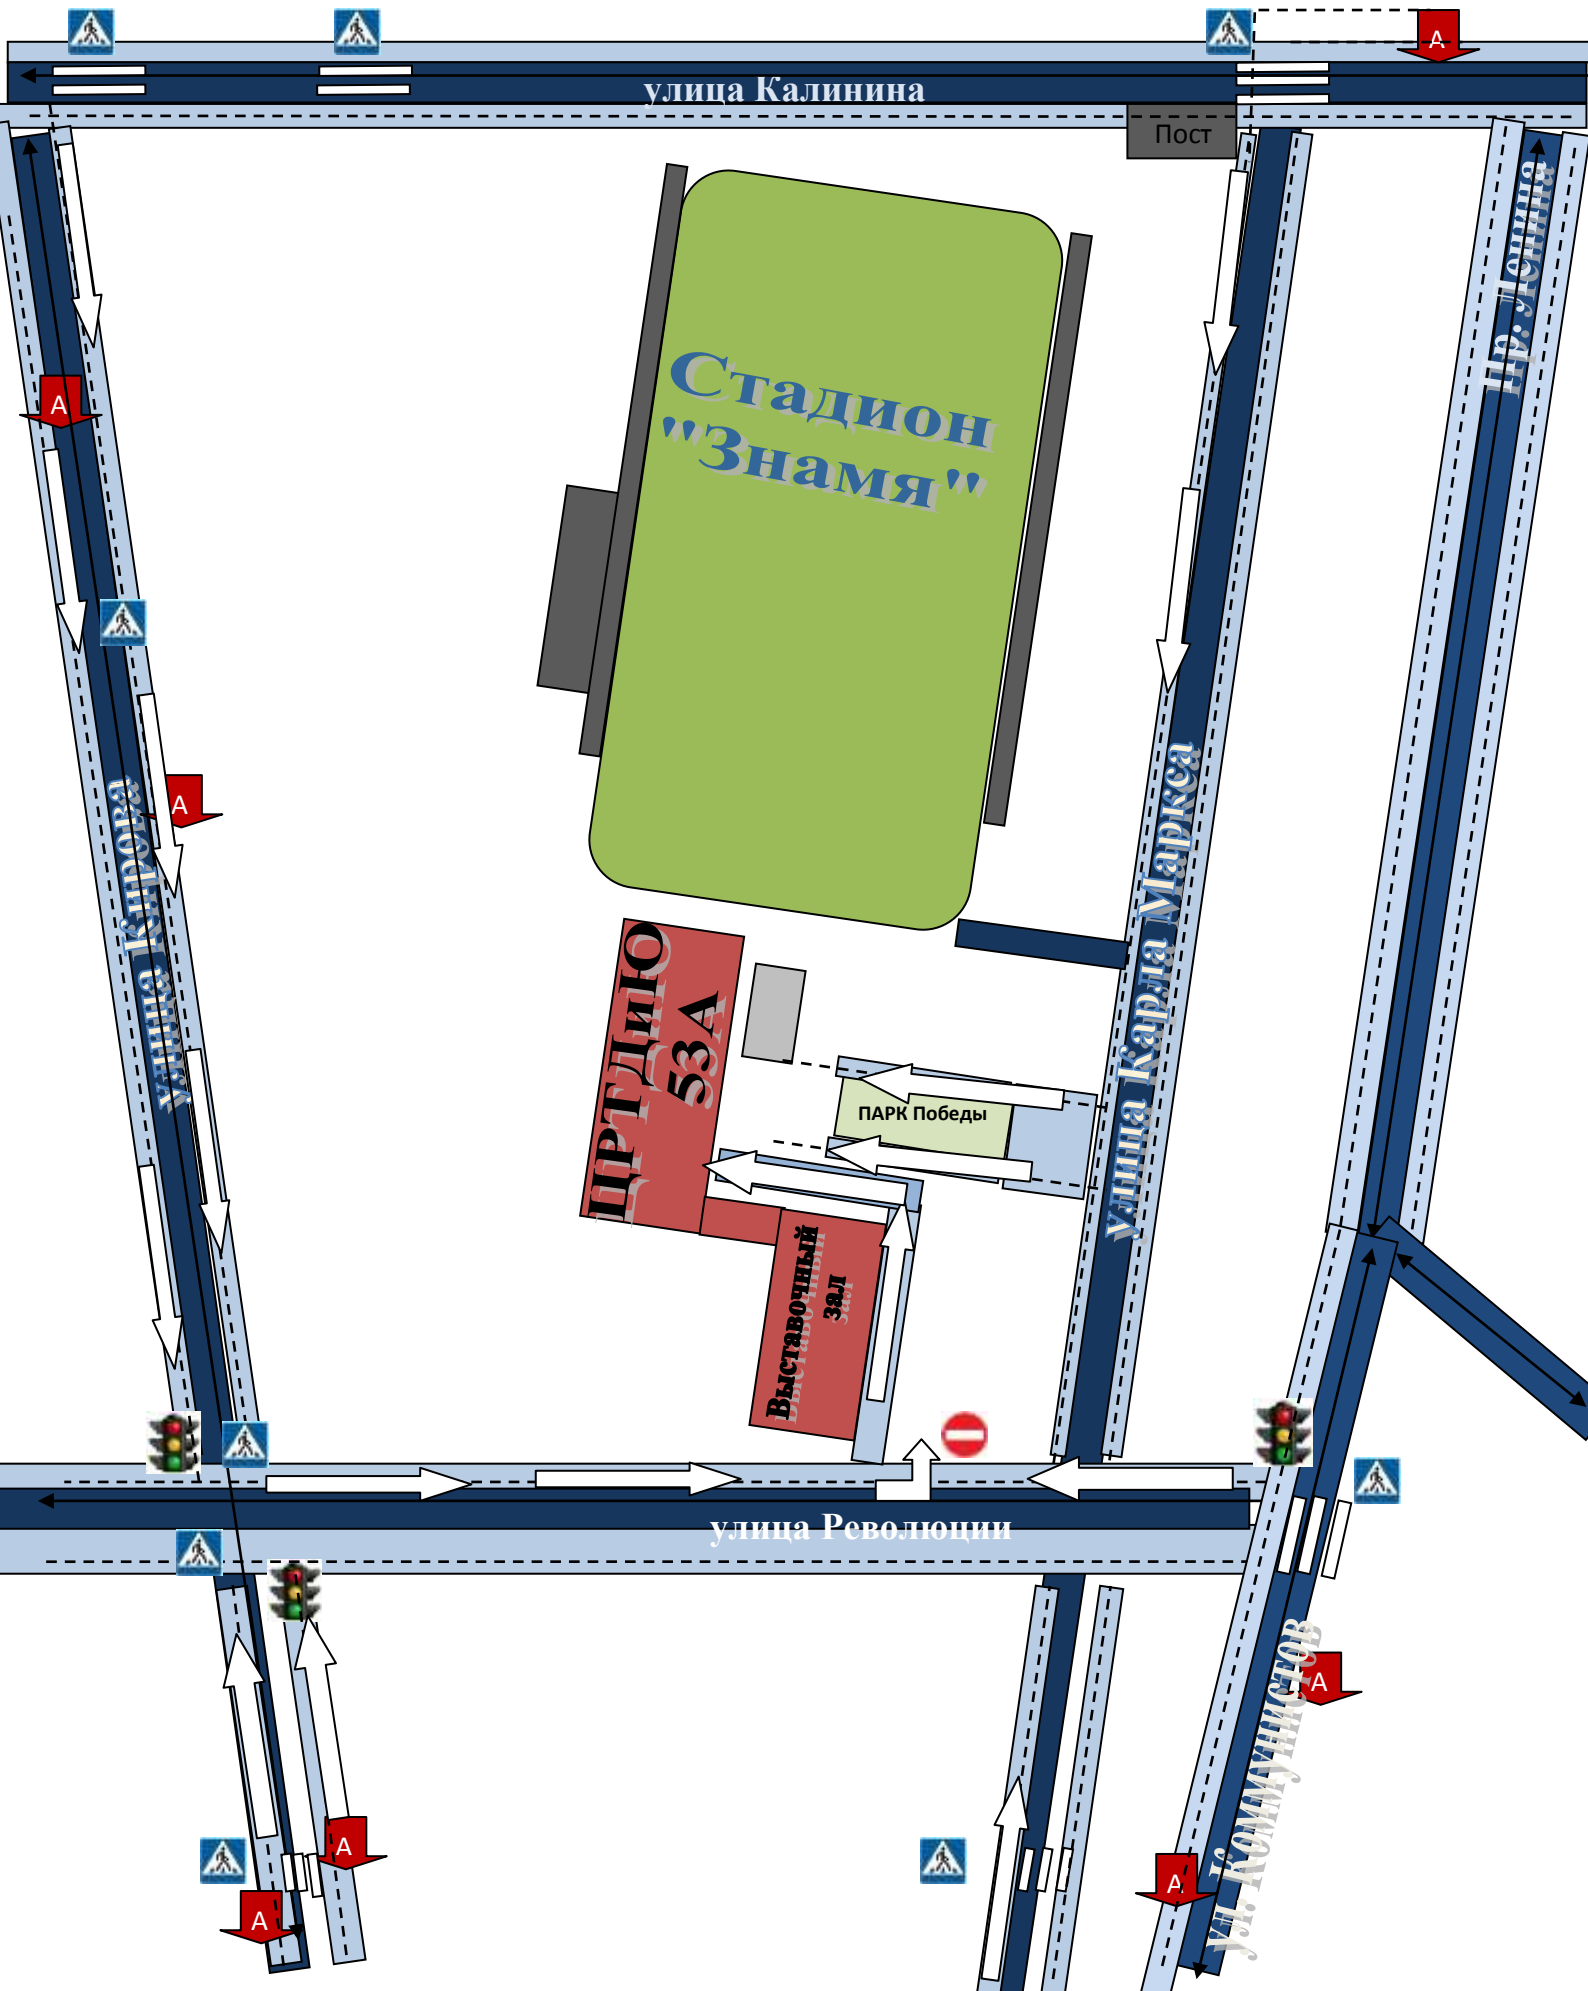 А
улица Калинина
Пост
пр. Ленина
Стадион
"Знамя"
А
А
улица Кирова
улица Карла Маркса
ЦРТДиЮ
53А
ПАРК Победы
Выставочный
зал
улица Революции
ул. Коммунистов
А
А
А
А